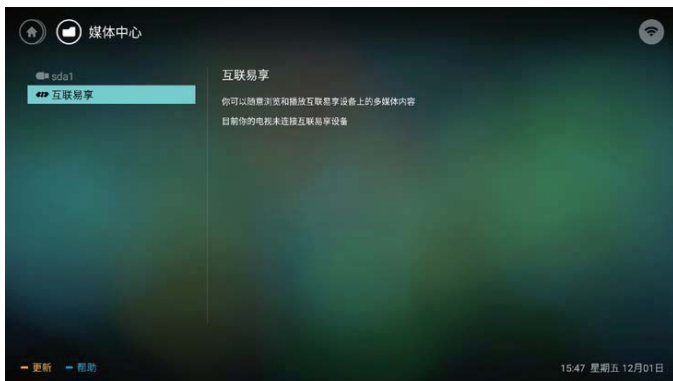 媒体中心
sda1
互联易享
互联易享
你可以随意浏览和播放互联易享设备上的多媒体内容
目前你的电视未连接互联易享设备
更新 帮助
15:47 星期五 12月01日